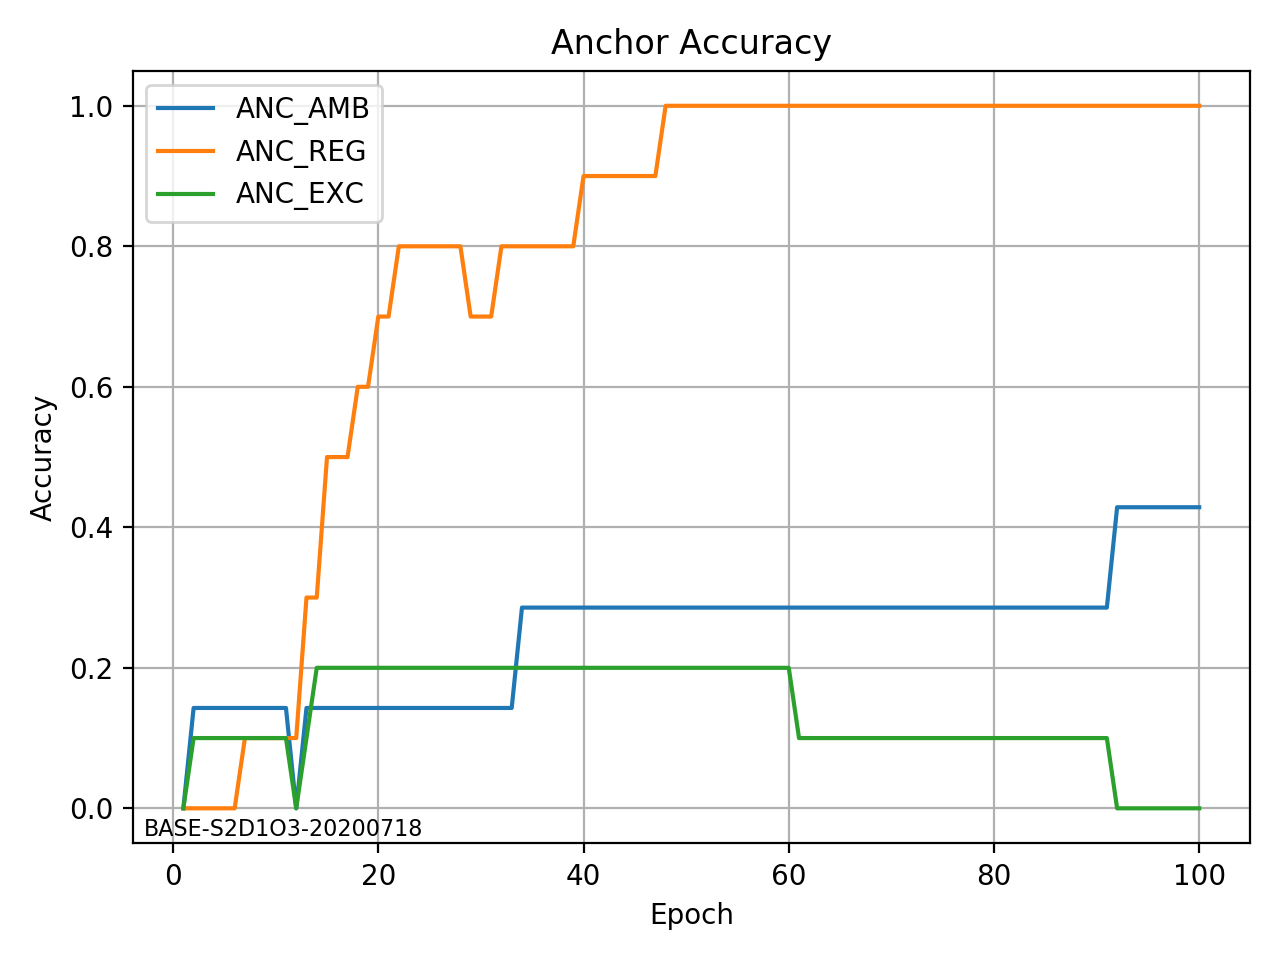 Anchor Accuracy
ANC_AMB
ANC_REG
ANC_EXC
1.0
0.8
0.6
0.4
0.2
0.0
Accuracy
BASE-S2D1O3-20200718
0 20 40 60 80 100
Epoch